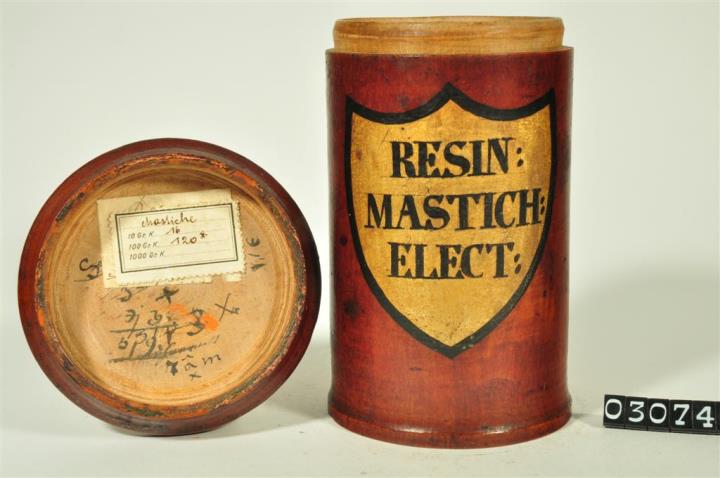 RESIN:
MASTICH:
ELECT:
Mastiche
10 Gr. K. 16
100 Gr. K. 120
1000 Gr. K.
03074